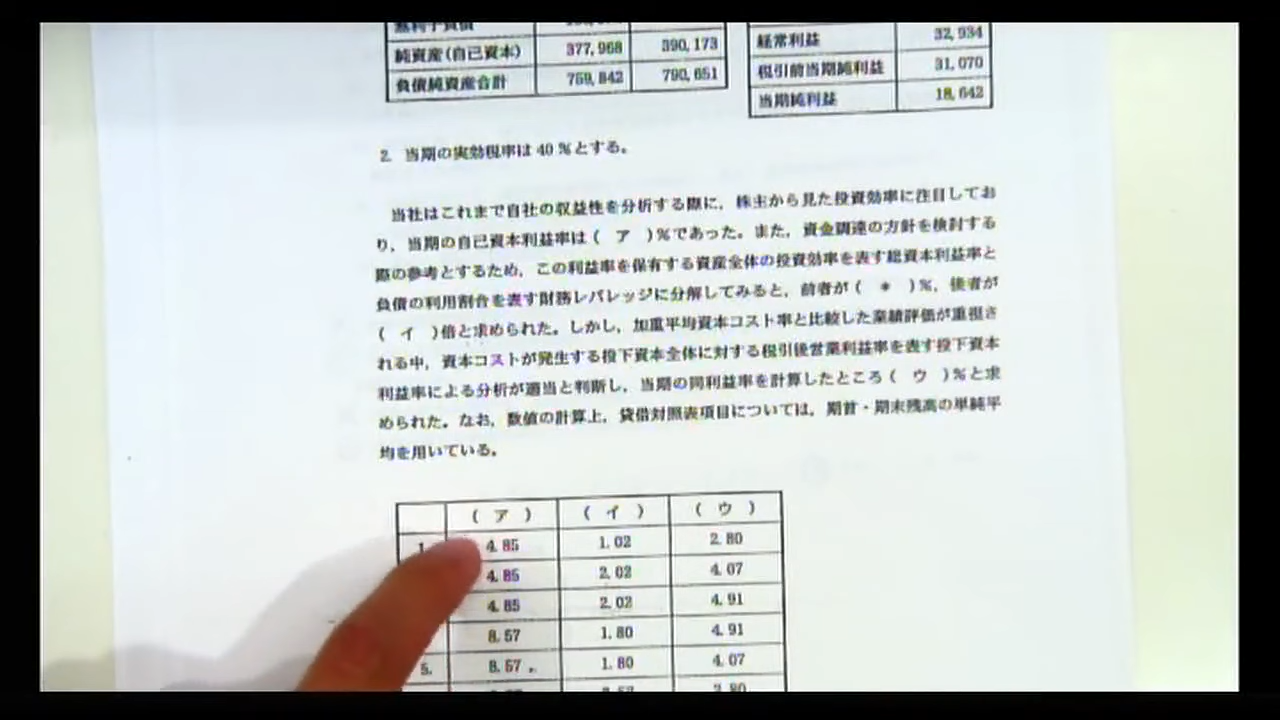 純資産(自己資本) 377,968 390,173
負債純資産合計 759,842 790,651
経常利益 32,934
税引前当期純利益 31,070
当期純利益 18,642
2. 当期の実効税率は40%とする。
当社はこれまで自社の収益性を分析する際に,株主から見た投資効率に注目してお
り,当期の自己資本利益率は( ア )%であった。また,資金調達の方針を検討する
際の参考とするため,この利益率を保有する資産全体の投資効率を表す総資本利益率と
負債の利用割合を表す財務レバレッジに分解してみると,前者が( * )%,後者が
( イ )倍と求められた。しかし,加重平均資本コスト率と比較した業績評価が重視さ
れる中,資本コストが発生する投下資本全体に対する税引後営業利益率を表す投下資本
利益率による分析が適当と判断し,当期の同利益率を計算したところ( ウ )%と求
められた。なお,数値の計算上,貸借対照表項目については,期首・期末残高の単純平
均を用いている。
( ア ) ( イ ) ( ウ )
1. 4.85 1.02 2.80
4.85 2.02 4.07
4.85 2.02 4.91
8.57 1.80 4.91
5. 8.57 1.80 4.07